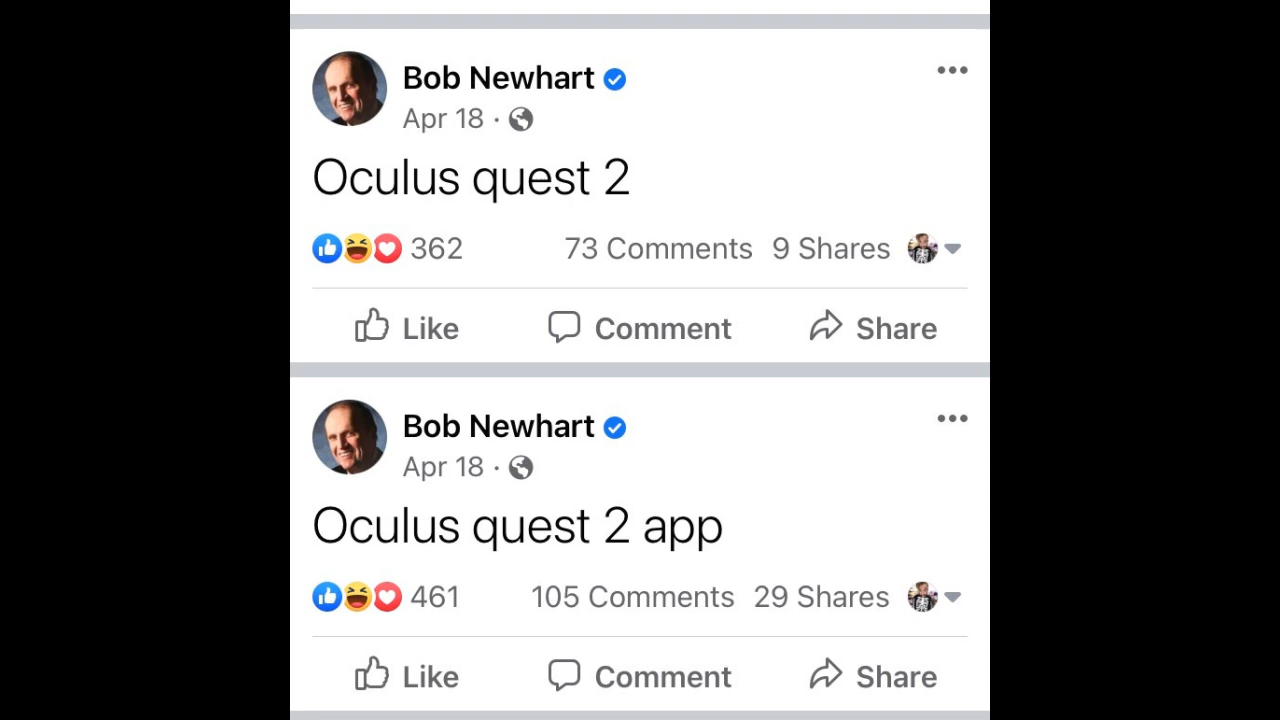 Bob Newhart
Apr 18 ·
Oculus quest 2
362 73 Comments 9 Shares
Like Comment Share
Bob Newhart
Apr 18 ·
Oculus quest 2 app
461 105 Comments 29 Shares
Like Comment Share